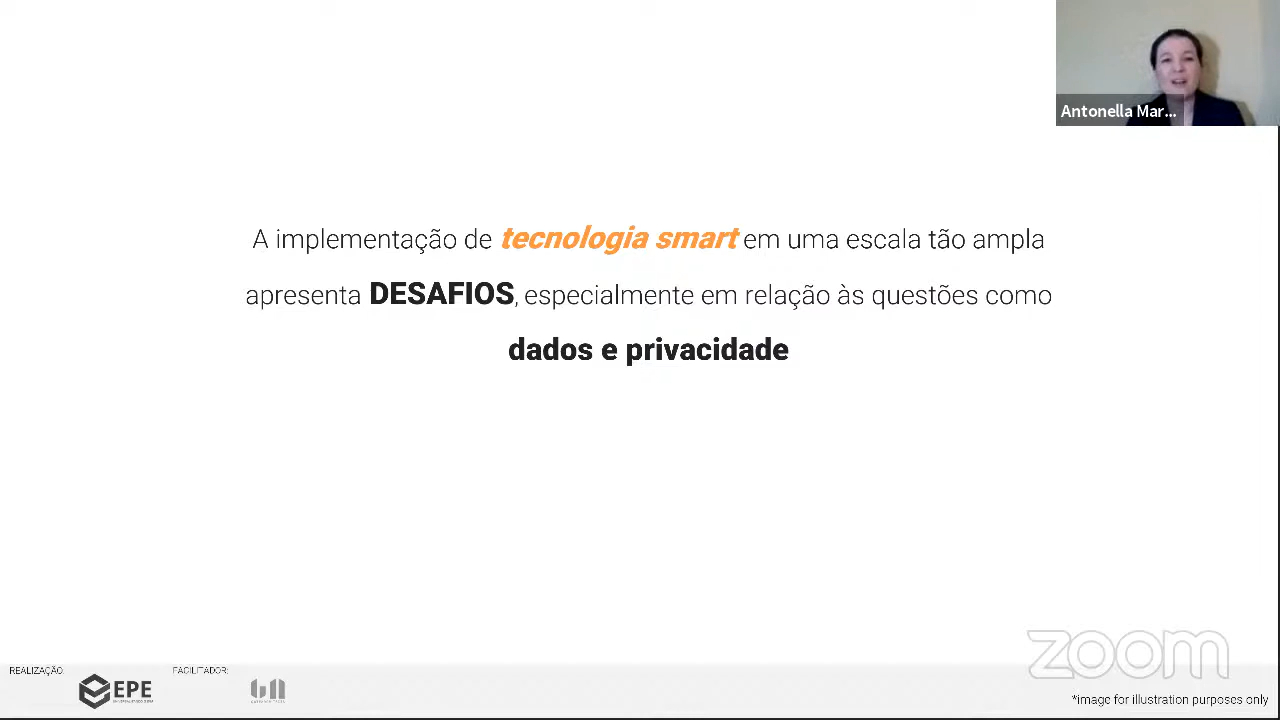 Antonella Mar...
A implementação de tecnologia smart em uma escala tão ampla
apresenta DESAFIOS, especialmente em relação às questões como
dados e privacidade
zoom
REALIZAÇÃO
FACILITADOR:
EPE
*image for illustration purposes only